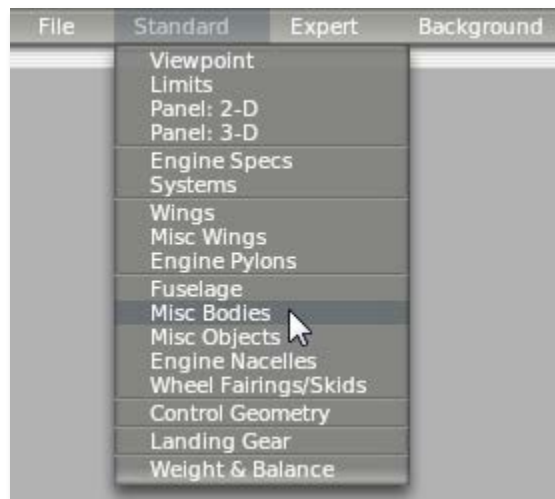 File Standard Expert Background
Viewpoint
Limits
Panel: 2-D
Panel: 3-D
Engine Specs
Systems
Wings
Misc Wings
Engine Pylons
Fuselage
Misc Bodies
Misc Objects
Engine Nacelles
Wheel Fairings/Skids
Control Geometry
Landing Gear
Weight & Balance